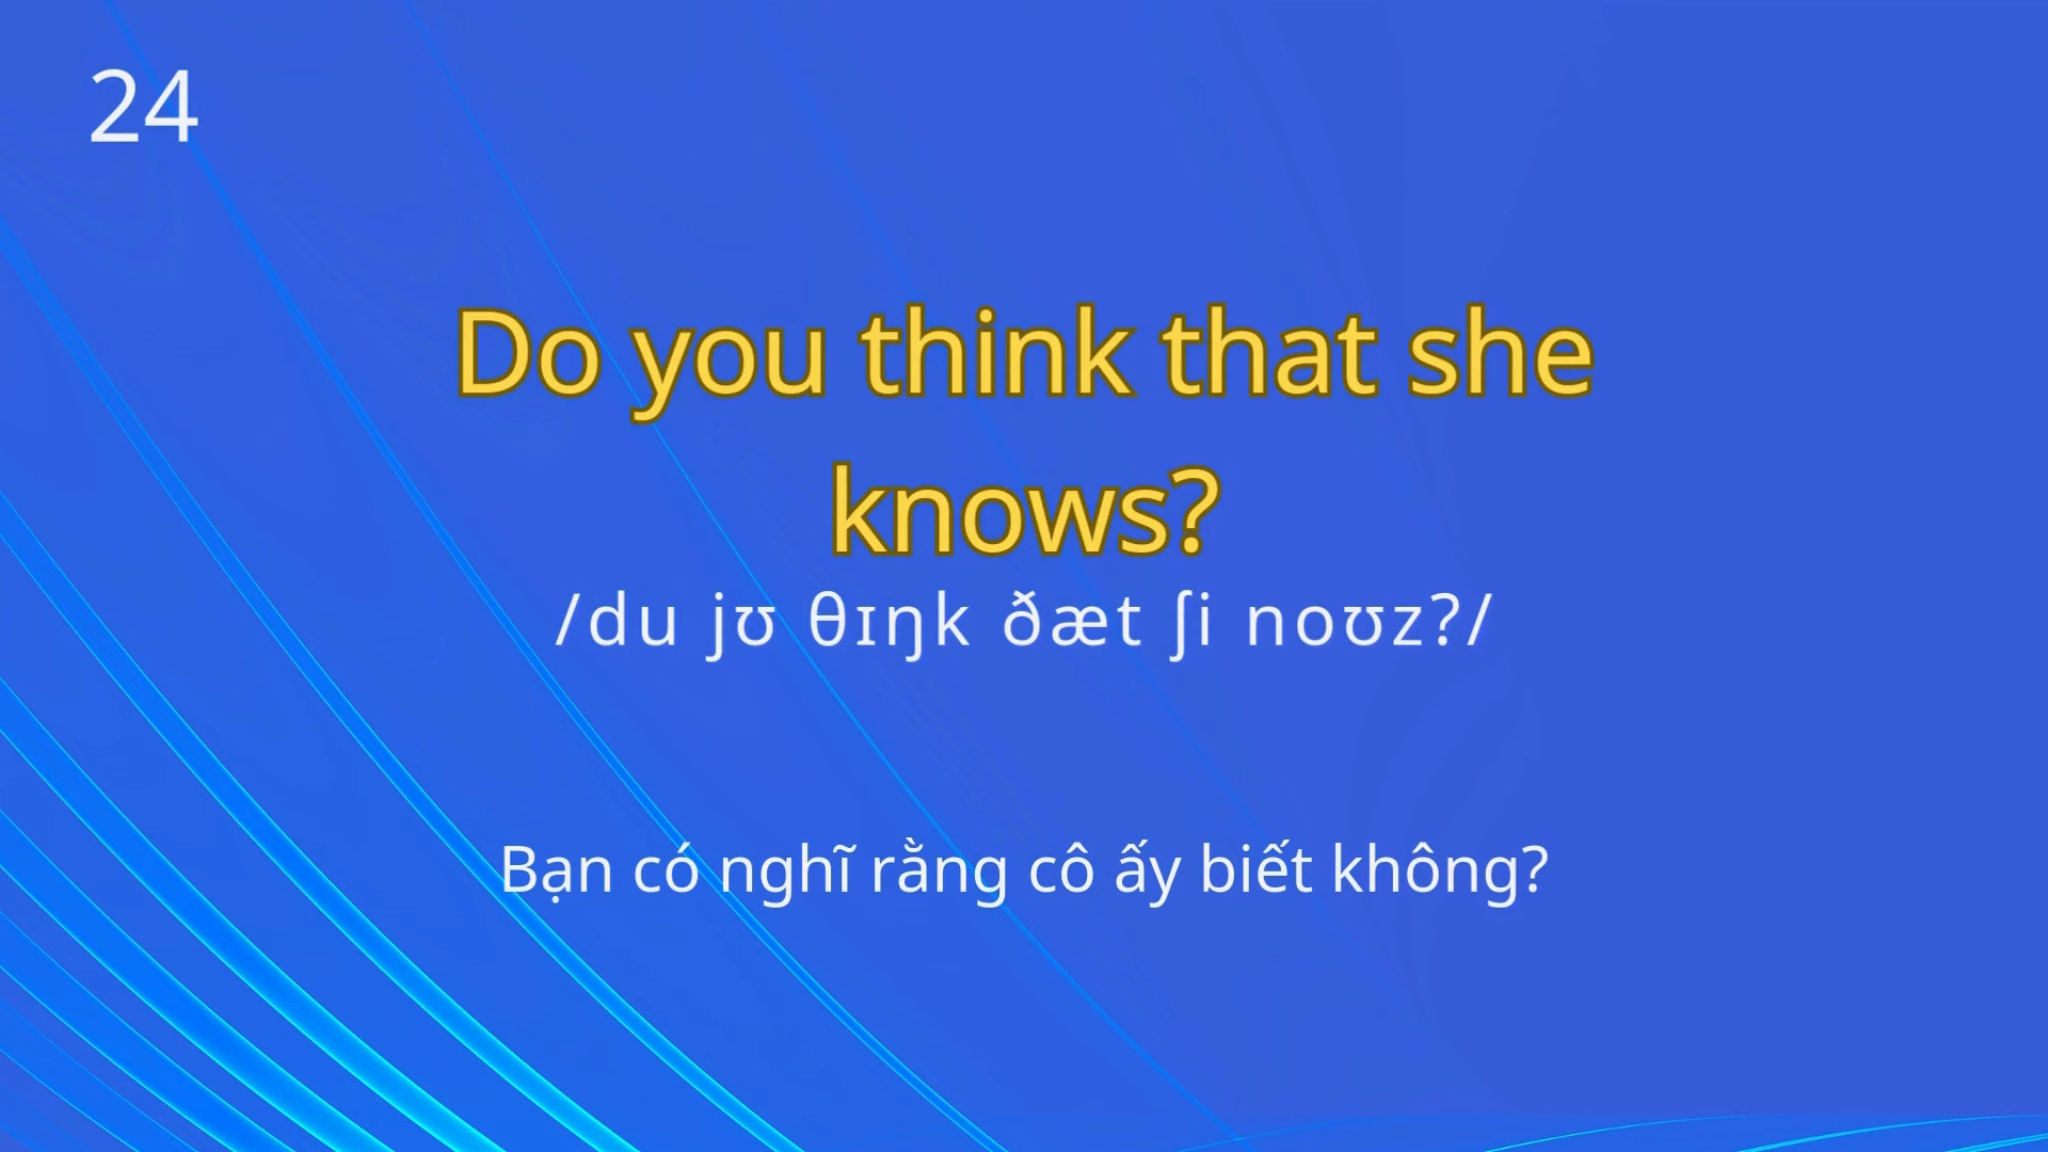 24
Do you think that she
knows?
/du jʊ θɪŋk ðæt ʃi noʊz?/
Bạn có nghĩ rằng cô ấy biết không?